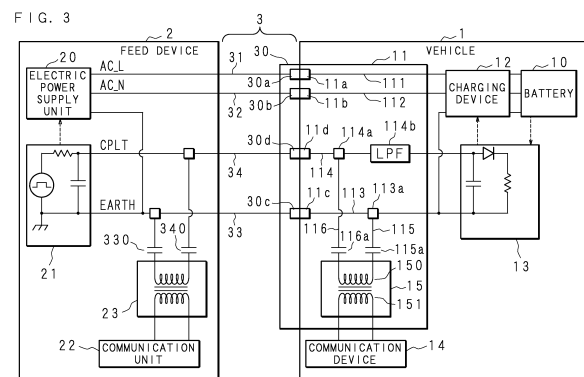 FIG. 3
2
3
1
FEED DEVICE
VEHICLE
20
30
11
12
10
AC_L
ELECTRIC POWER SUPPLY UNIT
31
30a
11a
111
CHARGING DEVICE
BATTERY
AC_N
32
30b
11b
112
CPLT
30d
11d
114a
114b
34
114
LPF
EARTH
30c
11c
113
113a
33
21
330
340
116
116a
115
115a
13
23
150
15
151
22
COMMUNICATION UNIT
COMMUNICATION DEVICE
14